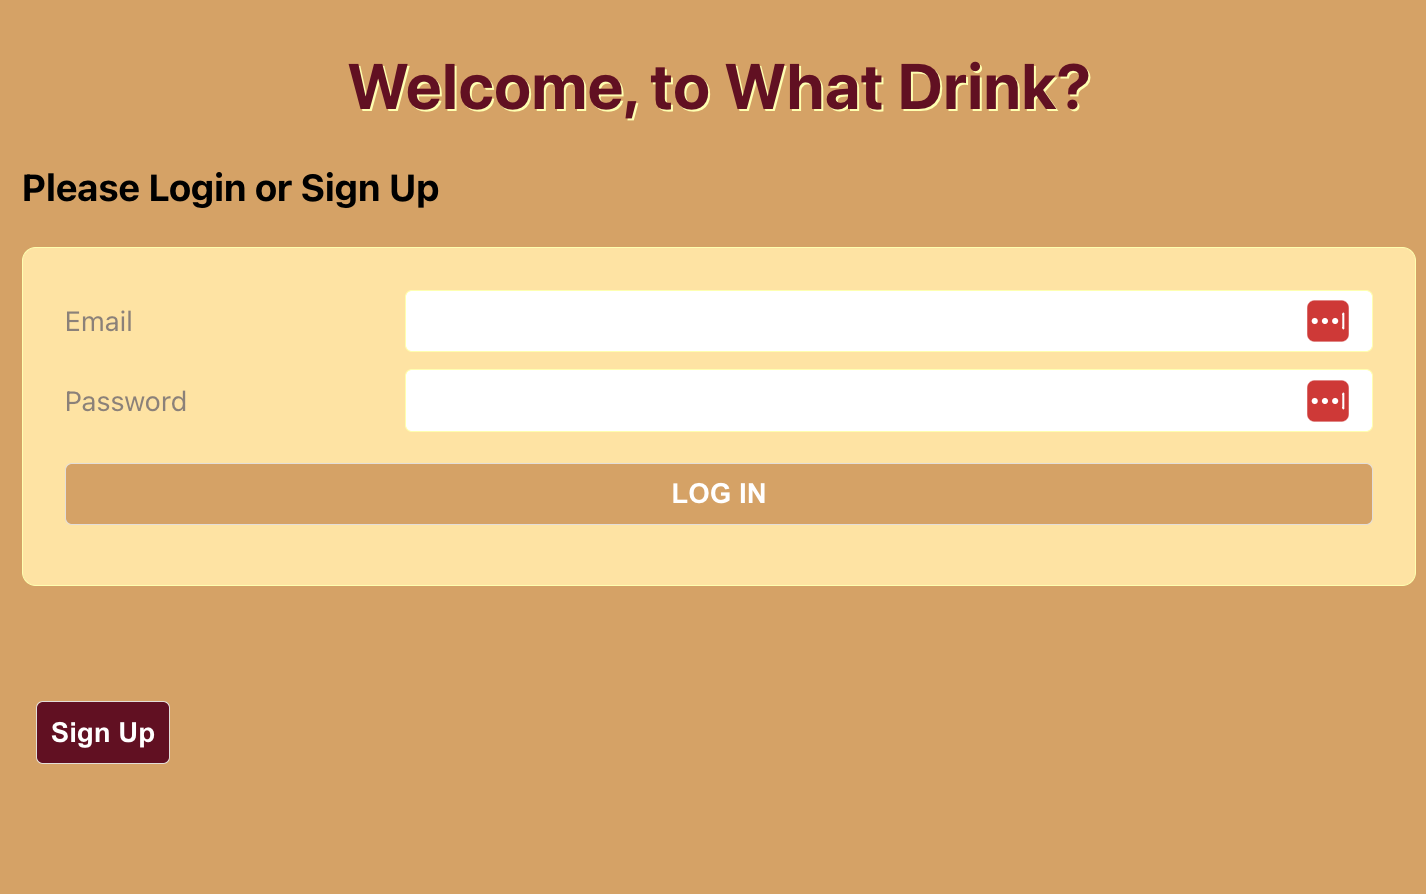 Welcome, to What Drink?
Please Login or Sign Up
Email
Password
LOG IN
Sign Up